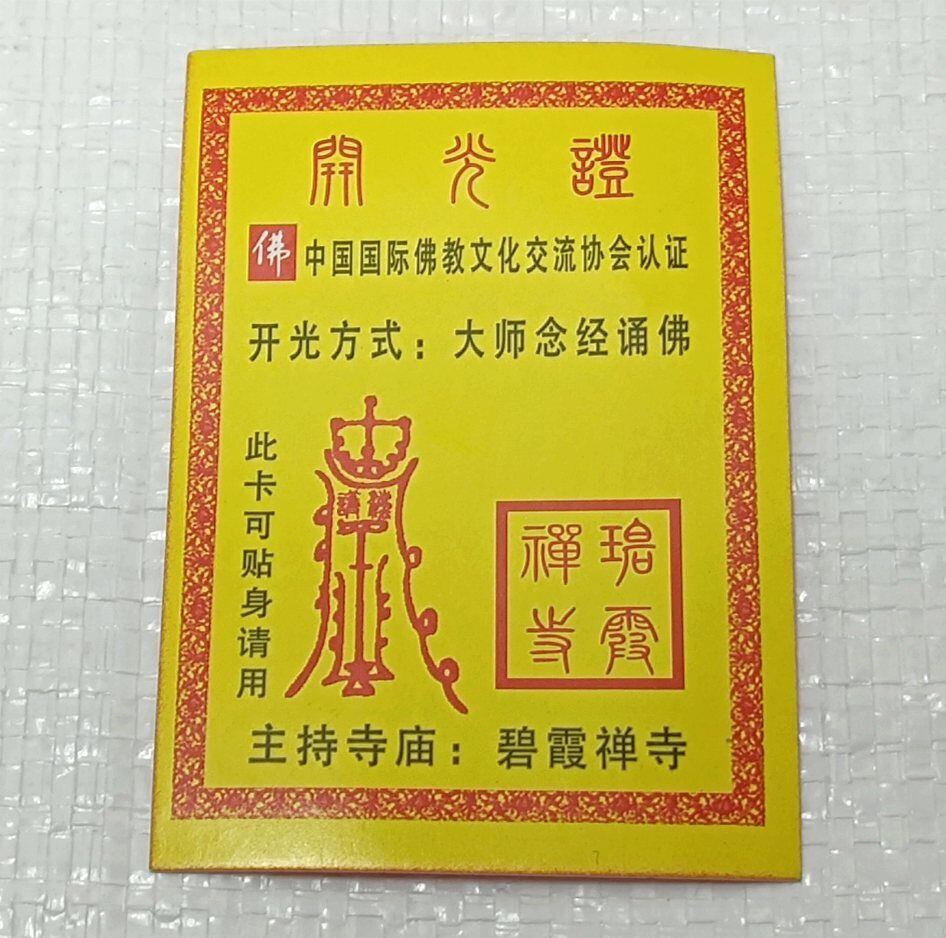 開光證
佛 中国国际佛教文化交流协会认证
开光方式：大师念经诵佛
此卡可贴身请用
碧霞
禅寺
主持寺庙：碧霞禅寺